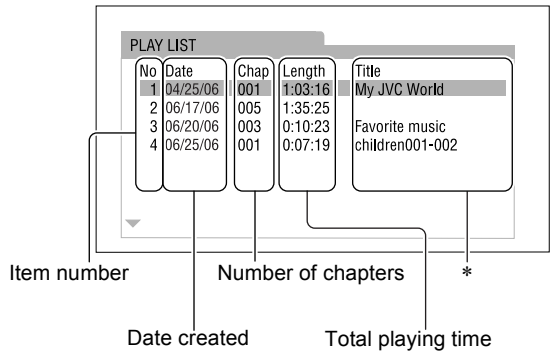 PLAY LIST
No Date Chap Length Title
1 04/25/06 001 1:03:16 My JVC World
2 06/17/06 005 1:35:25
3 06/20/06 003 0:10:23 Favorite music
4 06/25/06 001 0:07:19 children001-002
Item number Number of chapters *
Date created Total playing time